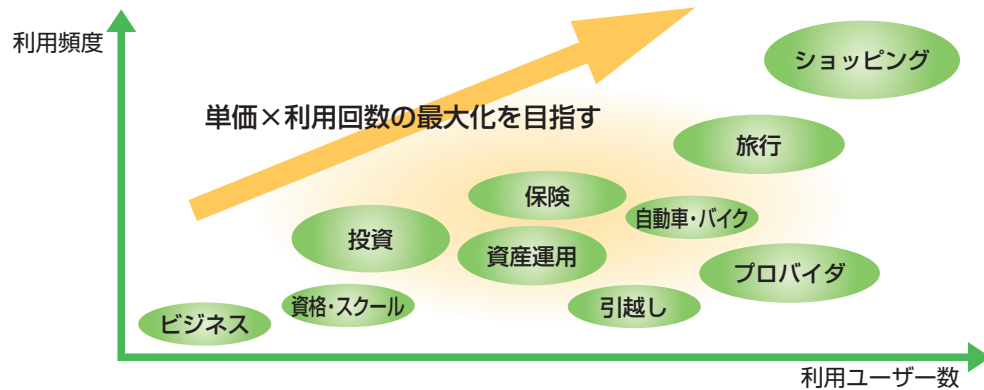 利用頻度
ショッピング
単価×利用回数の最大化を目指す
旅行
保険
自動車・バイク
投資
資産運用
プロバイダ
資格・スクール
引越し
ビジネス
利用ユーザー数